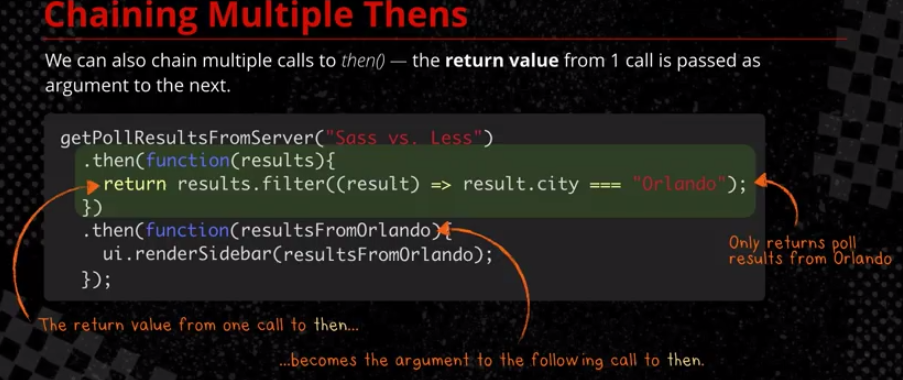 Chaining Multiple Thens
We can also chain multiple calls to then() — the return value from 1 call is passed as
argument to the next.
getPollResultsFromServer("Sass vs. Less")
.then(function(results){
return results.filter((result) => result.city === "Orlando");
})
.then(function(resultsFromOrlando){
ui.renderSidebar(resultsFromOrlando);
});
Only returns poll
results from Orlando
The return value from one call to then...
...becomes the argument to the following call to then.